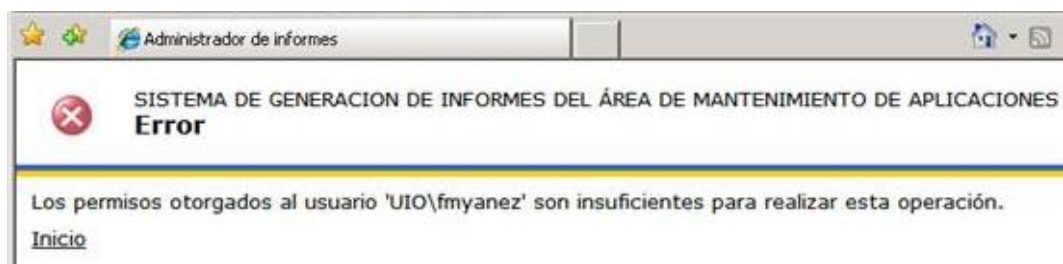 Administrador de informes
SISTEMA DE GENERACION DE INFORMES DEL ÁREA DE MANTENIMIENTO DE APLICACIONES
Error
Los permisos otorgados al usuario 'UIO\fmyanez' son insuficientes para realizar esta operación.
Inicio